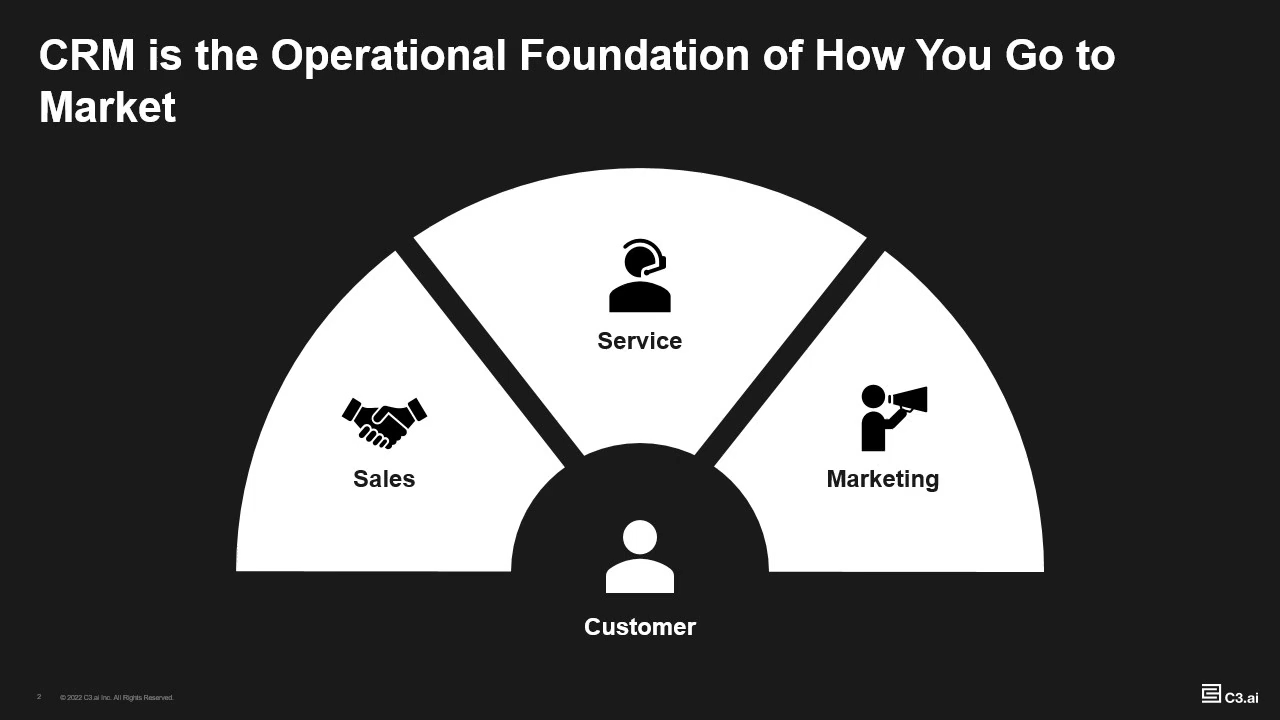 CRM is the Operational Foundation of How You Go to
Market
Service
Sales
Marketing
Customer
2
© 2022 C3.ai Inc. All Rights Reserved.
C3.ai